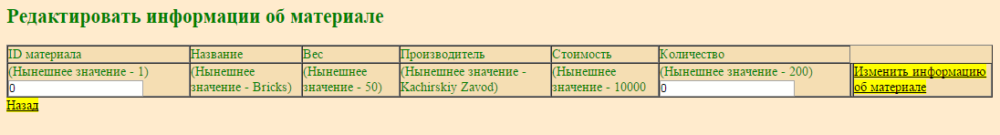 Редактировать информации об материале
ID материала Название Вес Производитель Стоимость Количество
(Нынешнее значение - 1) (Нынешнее (Нынешнее (Нынешнее значение - (Нынешнее (Нынешнее значение - 200) Изменить информацию
0 значение - Bricks) значение - 50) Kachirskiy Zavod) значение - 10000 0 об материале
Назад